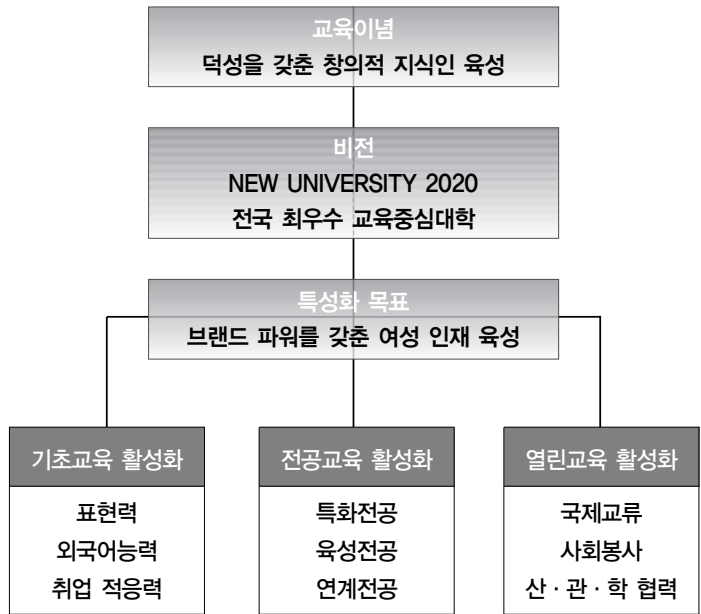 교육이념
덕성을 갖춘 창의적 지식인 육성
비전
NEW UNIVERSITY 2020
전국 최우수 교육중심대학
특성화 목표
브랜드 파워를 갖춘 여성 인재 육성
기초교육 활성화
표현력
외국어능력
취업 적응력
전공교육 활성화
특화전공
육성전공
연계전공
열린교육 활성화
국제교류
사회봉사
산 · 관 · 학 협력